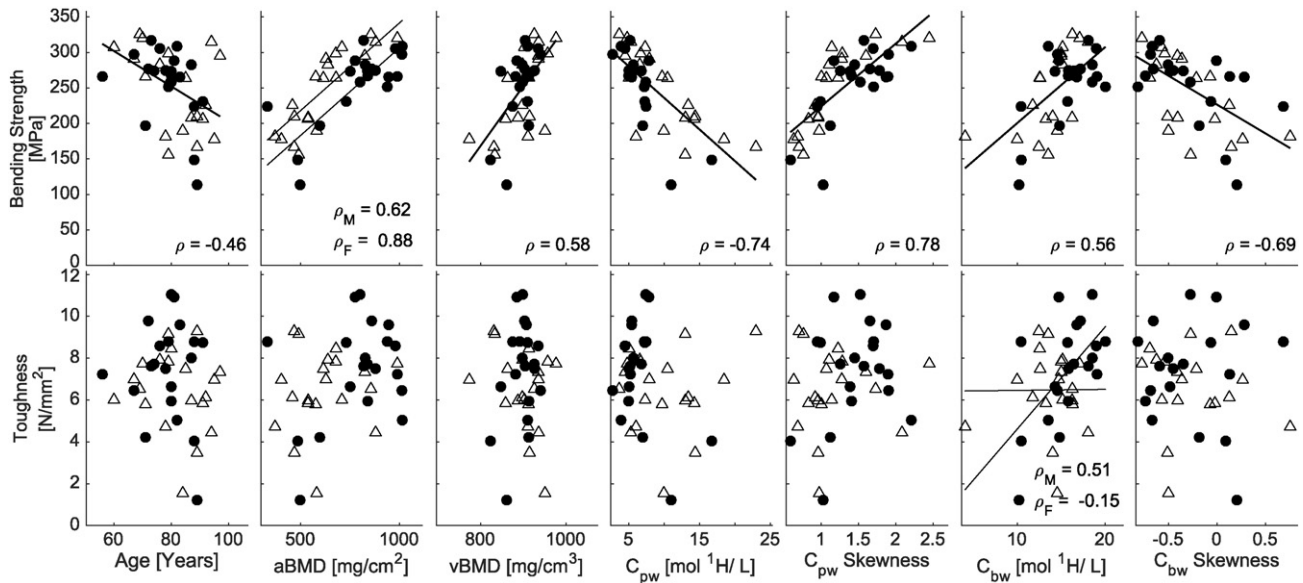 Bending Strength
[MPa]
350
300
250
200
150
100
50
0
ρ = -0.46
ρM = 0.62
ρF = 0.88
ρ = 0.58
ρ = -0.74
ρ = 0.78
ρ = 0.56
ρ = -0.69
Toughness
[N/mm²]
12
10
8
6
4
2
0
ρM = 0.51
ρF = -0.15
60 80 100
500 1000
800 1000
5 15 25
0.5 1 1.5 2 2.5
10 20
-0.5 0 0.5
Age [Years]
aBMD [mg/cm²]
vBMD [mg/cm³]
Cpw [mol ¹H/ L]
Cpw Skewness
Cbw [mol ¹H/ L]
Cbw Skewness